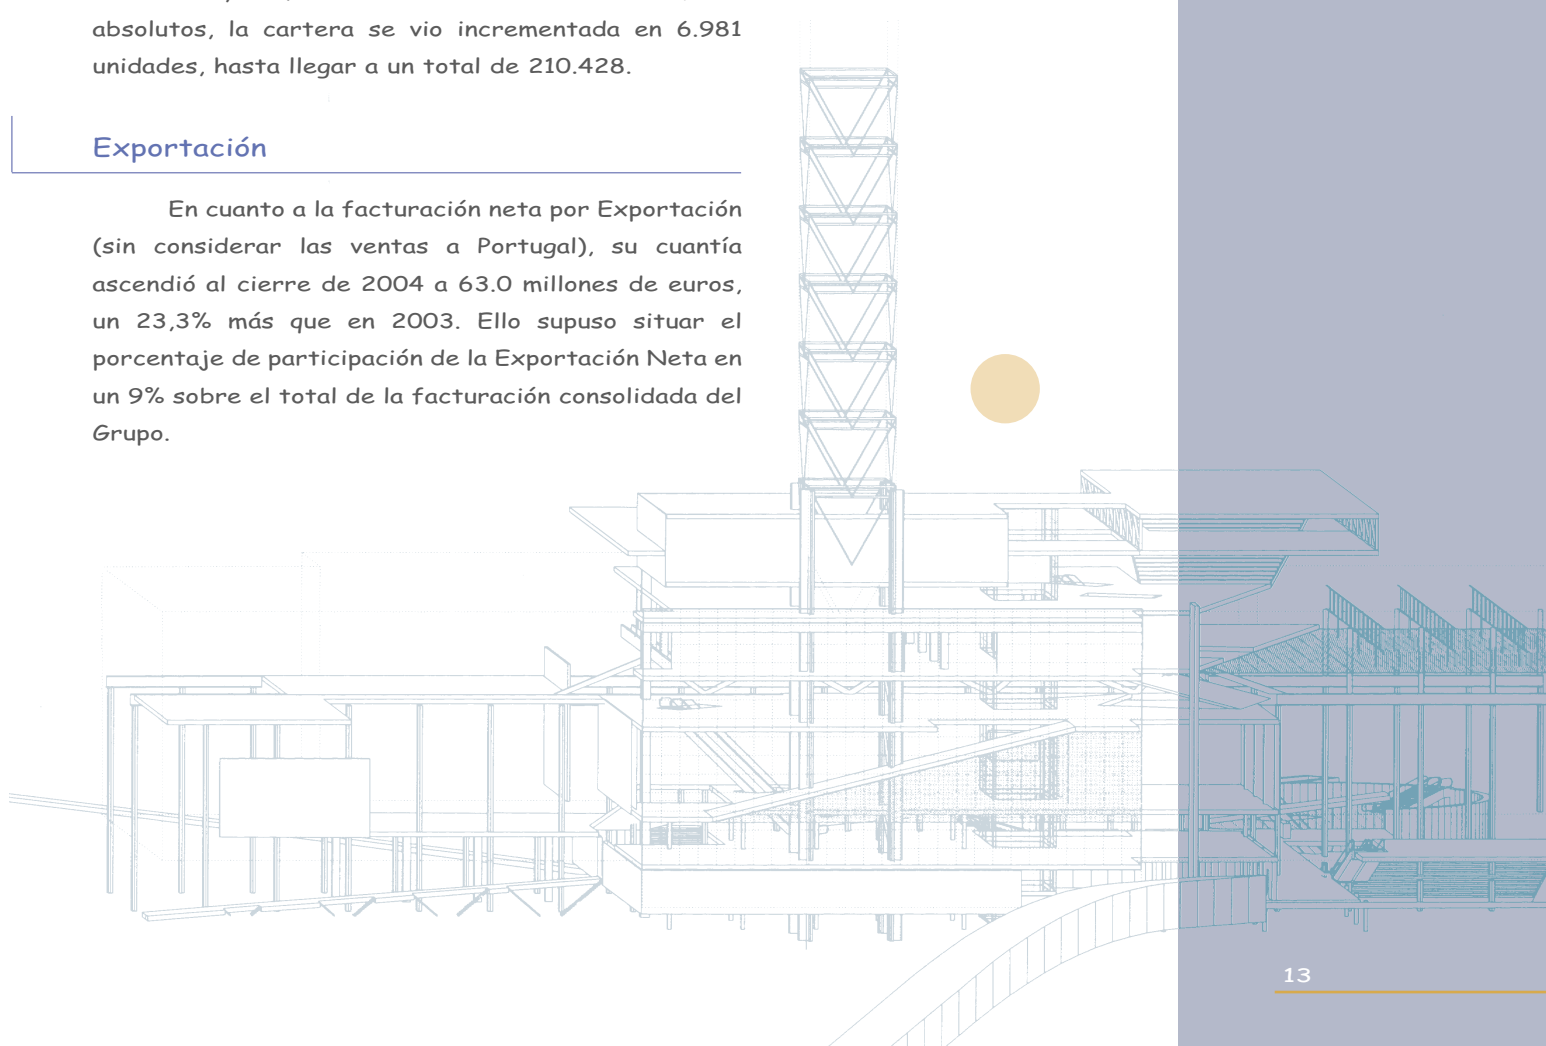 absolutos, la cartera se vio incrementada en 6.981
unidades, hasta llegar a un total de 210.428.
Exportación
En cuanto a la facturación neta por Exportación
(sin considerar las ventas a Portugal), su cuantía
ascendió al cierre de 2004 a 63.0 millones de euros,
un 23,3% más que en 2003. Ello supuso situar el
porcentaje de participación de la Exportación Neta en
un 9% sobre el total de la facturación consolidada del
Grupo.
13